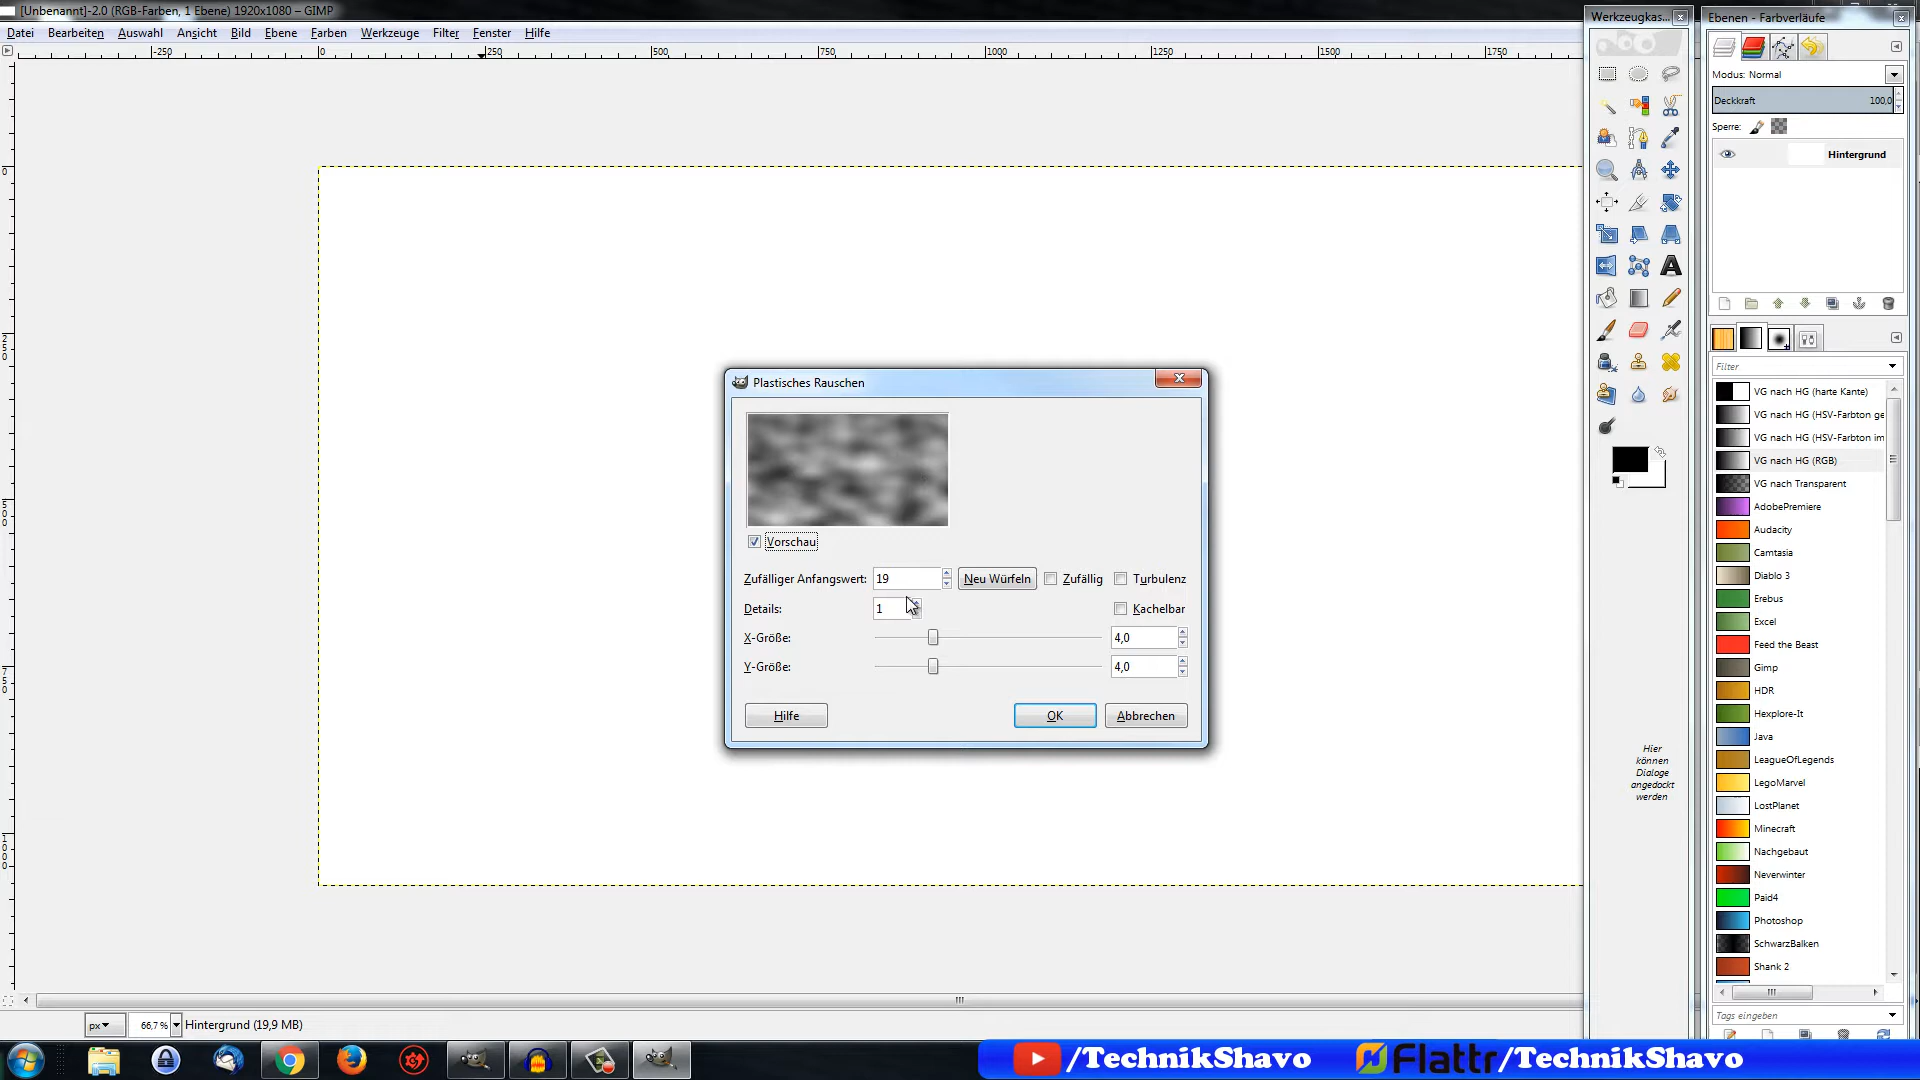 [Unbenannt]-2.0 (RGB-Farben, 1 Ebene) 1920x1080 – GIMP
Datei Bearbeiten Auswahl Ansicht Bild Ebene Farben Werkzeuge Filter Fenster Hilfe
-250 0 250 500 750 1000 1250 1500 1750
0
250
500
750
1000
Plastisches Rauschen
Vorschau
Zufälliger Anfangswert: 19 Neu Würfeln Zufällig Turbulenz
Details: 1 Kachelbar
X-Größe: 4,0
Y-Größe: 4,0
Hilfe OK Abbrechen
px 66,7 % Hintergrund (19,9 MB)
Werkzeugkas...
Hier
können
Dialoge
angedockt
werden
Ebenen - Farbverläufe
Modus: Normal
Deckkraft 100,0
Sperre:
Hintergrund
Filter
VG nach HG (harte Kante)
VG nach HG (HSV-Farbton ge
VG nach HG (HSV-Farbton im
VG nach HG (RGB)
VG nach Transparent
AdobePremiere
Audacity
Camtasia
Diablo 3
Erebus
Excel
Feed the Beast
Gimp
HDR
Hexplore-It
Java
LeagueOfLegends
LegoMarvel
LostPlanet
Minecraft
Nachgebaut
Neverwinter
Paid4
Photoshop
SchwarzBalken
Shank 2
Tags eingeben
/TechnikShavo Flattr/TechnikShavo